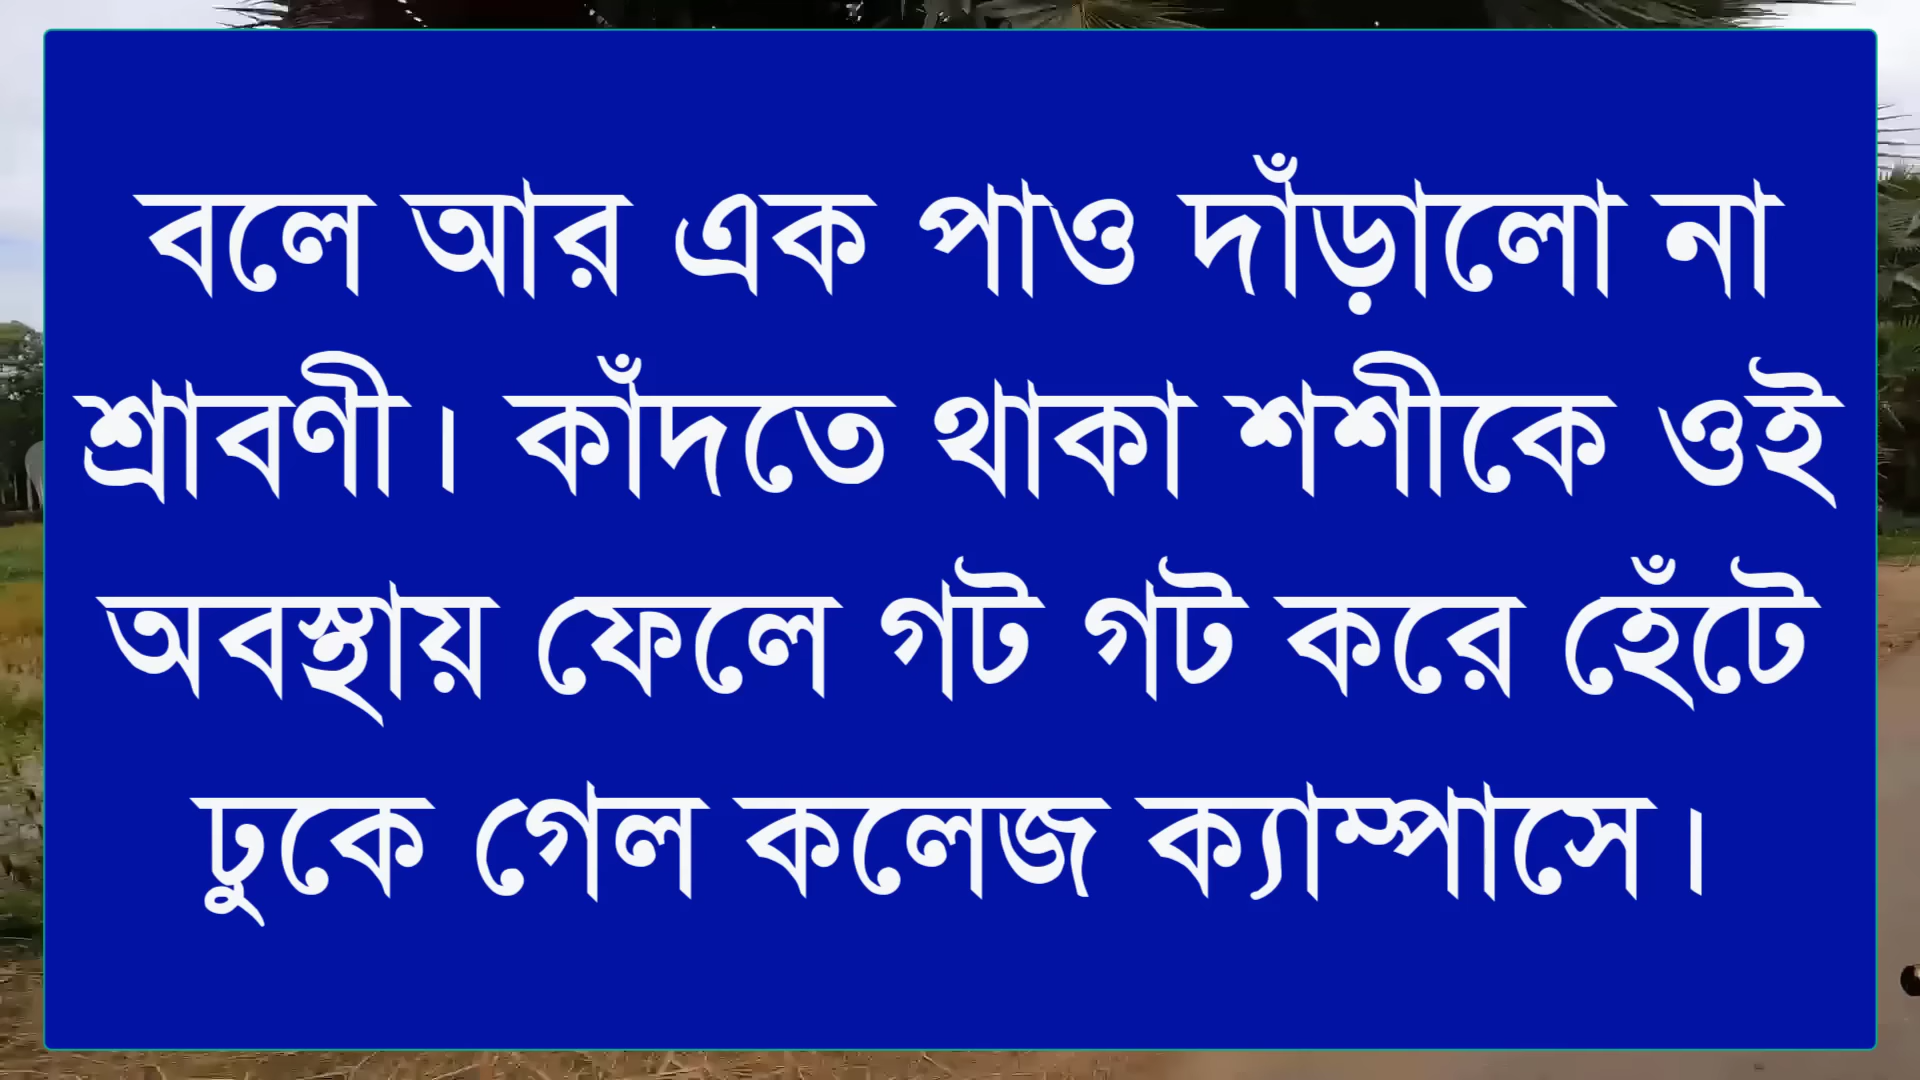 বলে আর এক পাও দাঁড়ালো না
শ্রাবণী। কাঁদতে থাকা শশীকে ওই
অবস্থায় ফেলে গট গট করে হেঁটে
ঢুকে গেল কলেজ ক্যাম্পাসে।